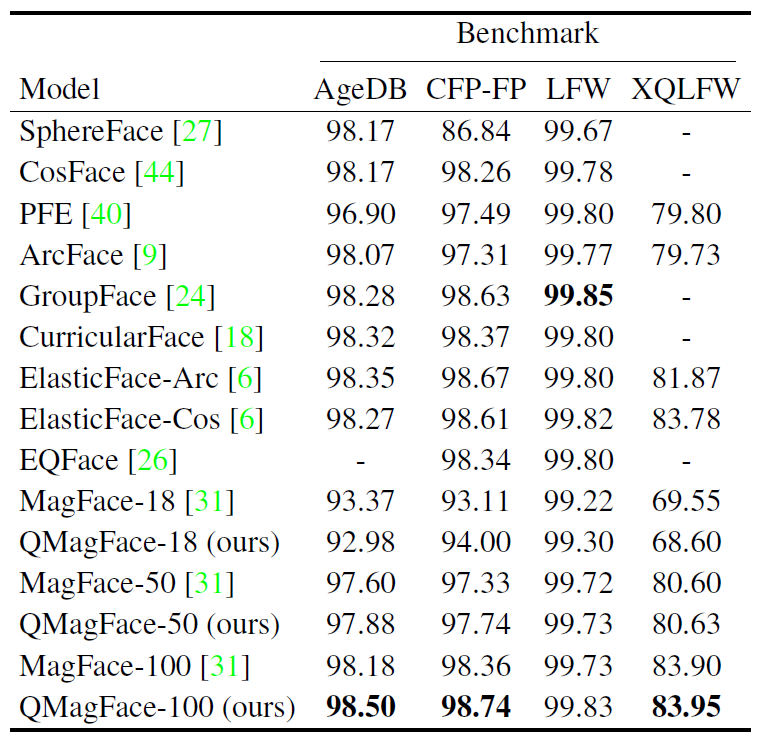 Benchmark
Model AgeDB CFP-FP LFW XQLFW
SphereFace [27] 98.17 86.84 99.67 -
CosFace [44] 98.17 98.26 99.78 -
PFE [40] 96.90 97.49 99.80 79.80
ArcFace [9] 98.07 97.31 99.77 79.73
GroupFace [24] 98.28 98.63 99.85 -
CurricularFace [18] 98.32 98.37 99.80 -
ElasticFace-Arc [6] 98.35 98.67 99.80 81.87
ElasticFace-Cos [6] 98.27 98.61 99.82 83.78
EQFace [26] - 98.34 99.80 -
MagFace-18 [31] 93.37 93.11 99.22 69.55
QMagFace-18 (ours) 92.98 94.00 99.30 68.60
MagFace-50 [31] 97.60 97.33 99.72 80.60
QMagFace-50 (ours) 97.88 97.74 99.73 80.63
MagFace-100 [31] 98.18 98.36 99.73 83.90
QMagFace-100 (ours) 98.50 98.74 99.83 83.95